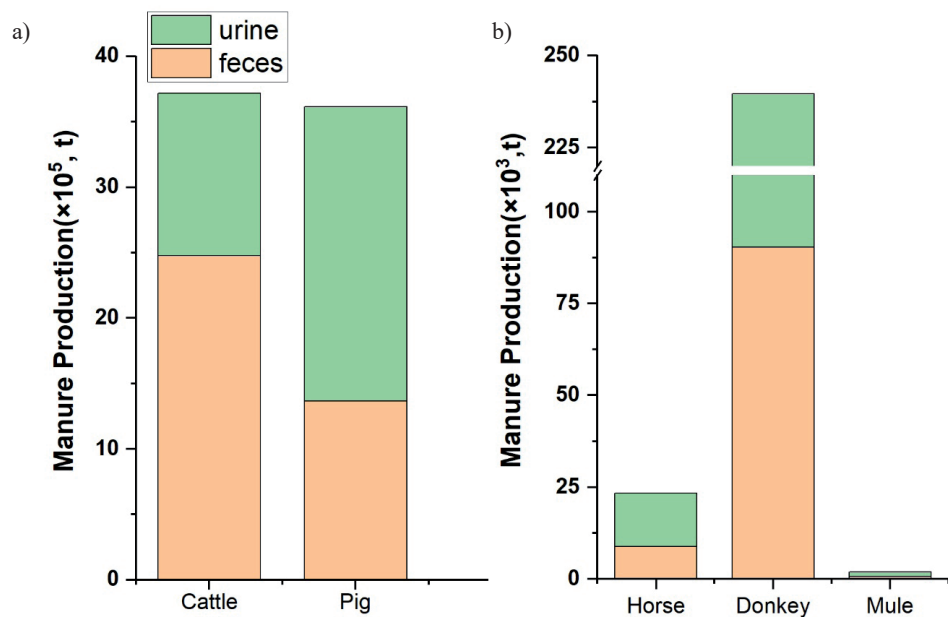 a)
urine
feces
Manure Production(×10⁵, t)
40
30
20
10
0
Cattle
Pig
b)
Manure Production(×10³,t)
250
225
100
75
50
25
0
Horse
Donkey
Mule